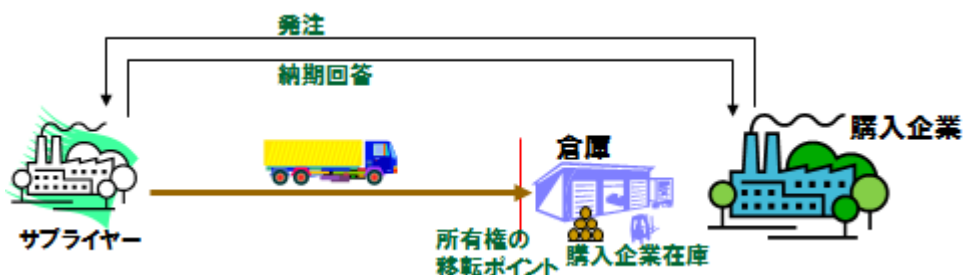 発注
納期回答
購入企業
倉庫
サプライヤー
所有権の
移転ポイント
購入企業在庫